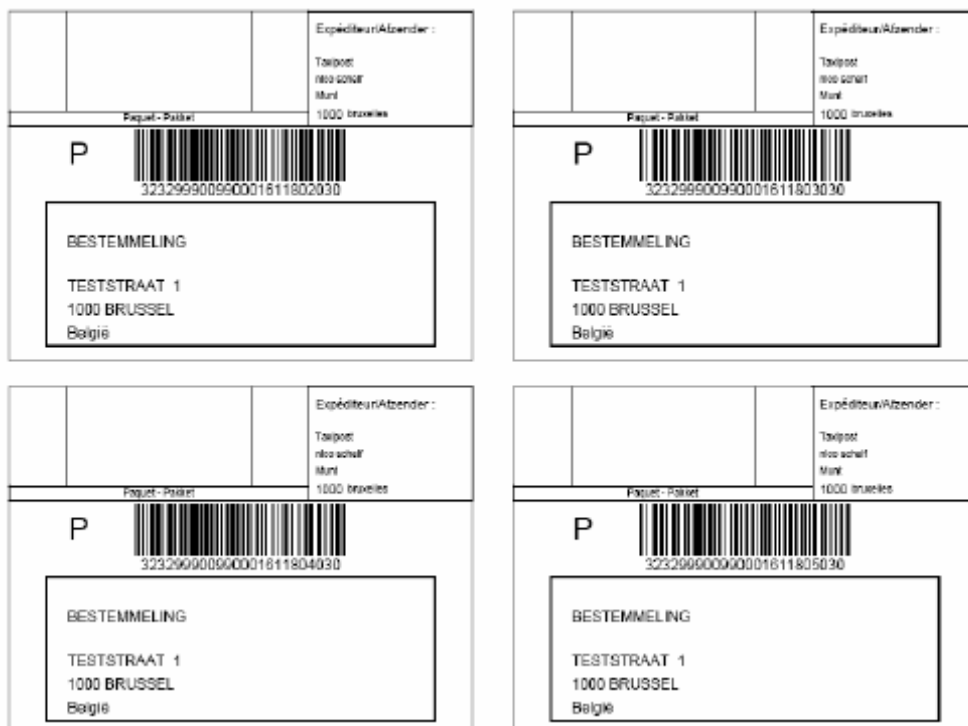 Expéditeur/Afzender :
Taxipost
nico schelf
Munt
1000 bruxelles
Paquet - Pakket
P
323299900990001611802030
BESTEMMELING
TESTSTRAAT 1
1000 BRUSSEL
België
Expéditeur/Afzender :
Taxipost
nico schelf
Munt
1000 bruxelles
Paquet - Pakket
P
323299900990001611803030
BESTEMMELING
TESTSTRAAT 1
1000 BRUSSEL
België
Expéditeur/Afzender :
Taxipost
nico schelf
Munt
1000 bruxelles
Paquet - Pakket
P
323299900990001611804030
BESTEMMELING
TESTSTRAAT 1
1000 BRUSSEL
België
Expéditeur/Afzender :
Taxipost
nico schelf
Munt
1000 bruxelles
Paquet - Pakket
P
323299900990001611805030
BESTEMMELING
TESTSTRAAT 1
1000 BRUSSEL
België